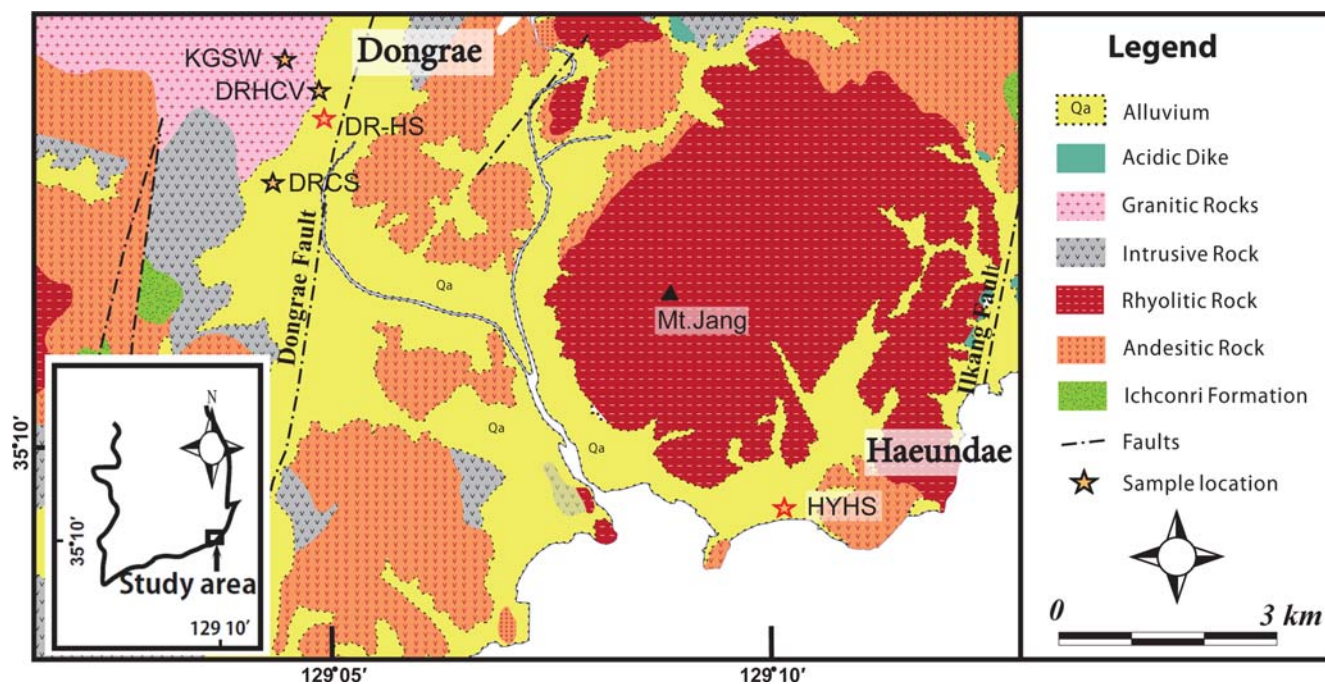 Dongrae
KGSW
DRHCV
DR-HS
DRCS
Dongrae Fault
Qa
Mt.Jang
Ilkang Fault
Qa
Qa
Haeundae
HYHS
35°10′
129°05′
129°10′
N
35°10′
Study area
129 10′
Legend
Qa Alluvium
Acidic Dike
Granitic Rocks
Intrusive Rock
Rhyolitic Rock
Andesitic Rock
Ichconri Formation
Faults
Sample location
0 3 km